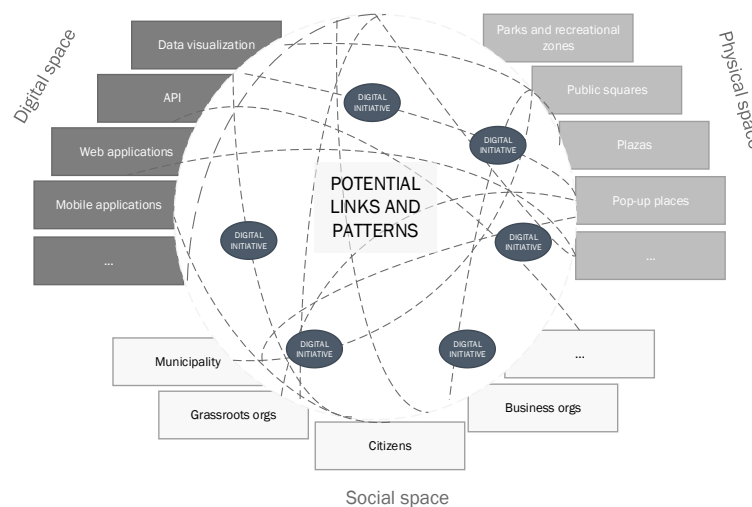 Digital space
Data visualization
API
Web applications
Mobile applications
...
Parks and recreational
zones
Public squares
Plazas
Pop-up places
...
Physical space
DIGITAL
INITIATIVE
DIGITAL
INITIATIVE
POTENTIAL
LINKS AND
PATTERNS
DIGITAL
INITIATIVE
DIGITAL
INITIATIVE
DIGITAL
INITIATIVE
DIGITAL
INITIATIVE
Municipality
Grassroots orgs
Citizens
Business orgs
...
Social space